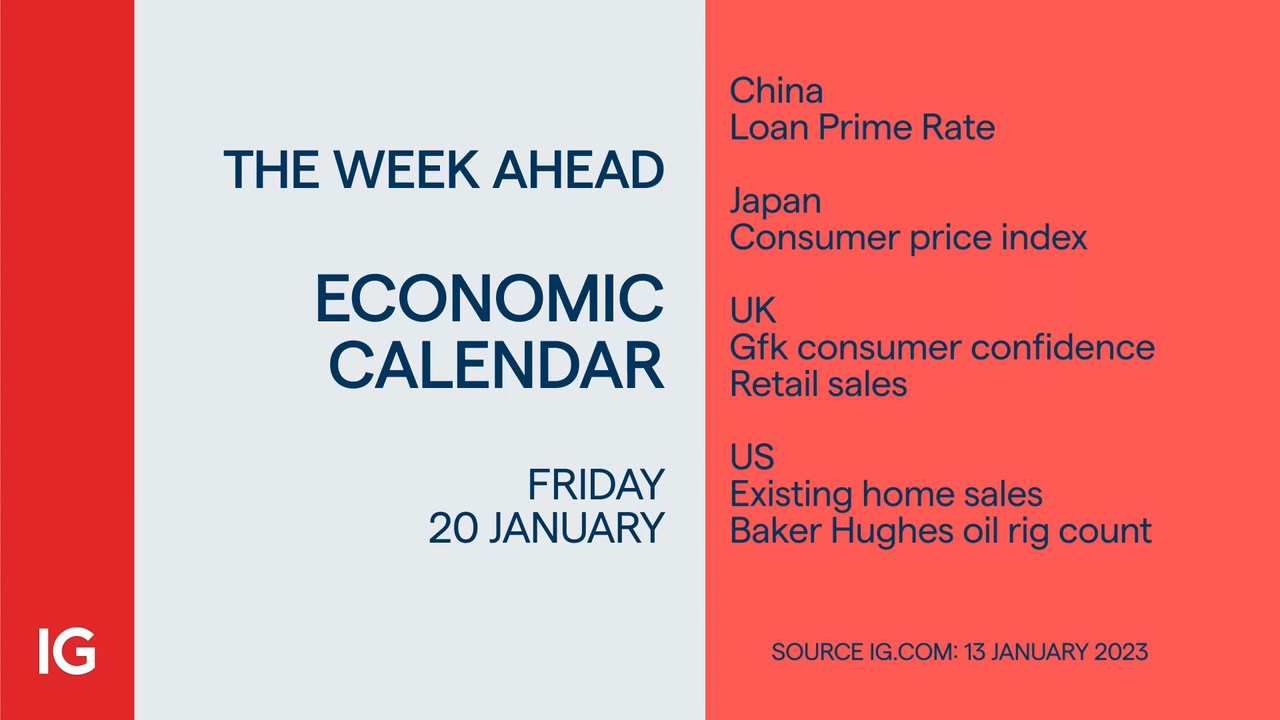 THE WEEK AHEAD
ECONOMIC
CALENDAR
FRIDAY
20 JANUARY
IG
China
Loan Prime Rate
Japan
Consumer price index
UK
Gfk consumer confidence
Retail sales
US
Existing home sales
Baker Hughes oil rig count
SOURCE IG.COM: 13 JANUARY 2023